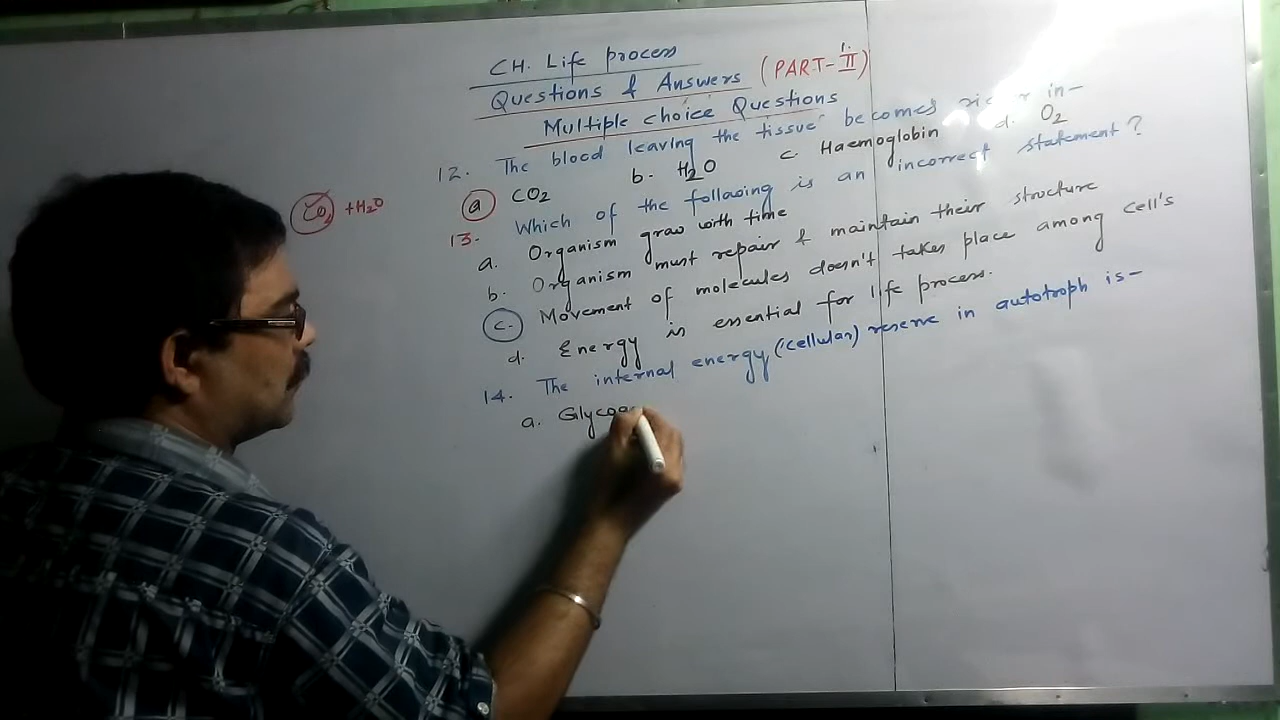 CH. Life process
Questions & Answers (PART-II)
Multiple choice Questions
12. The blood leaving the tissue becomes richer in-
a CO2 b. H2O c. Haemoglobin d. O2
CO2 +H2O
13. Which of the following is an incorrect statement?
a. Organism grow with time
b. Organism must repair & maintain their structure
c. Movement of molecules doesn't takes place among cell's
d. Energy is essential for life process.
14. The internal energy (cellular) reserve in autotroph is-
a. Glycog